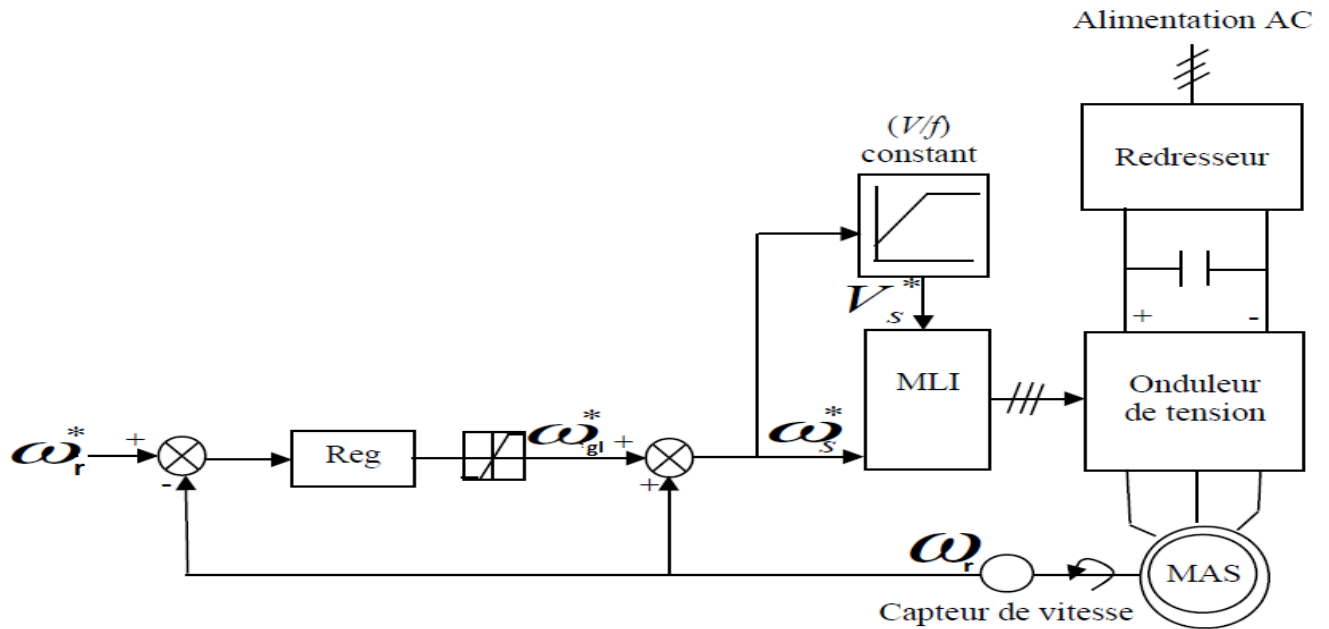 Alimentation AC
Redresseur
(V/f)
constant
V_s^*
+ -
MLI
Onduleur
de tension
ω_r^* + -
Reg
ω_gl^* + +
ω_s^*
ω_r
Capteur de vitesse
MAS